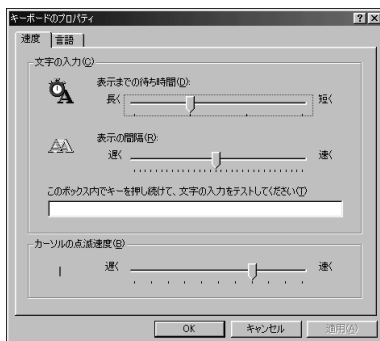 キーボードのプロパティ
速度 言語
文字の入力(C)
表示までの待ち時間(D):
長く 短く
表示の間隔(R):
遅く 速く
このボックス内でキーを押し続けて、文字の入力をテストしてください(T)
カーソルの点滅速度(B)
遅く 速く
OK キャンセル 適用(A)